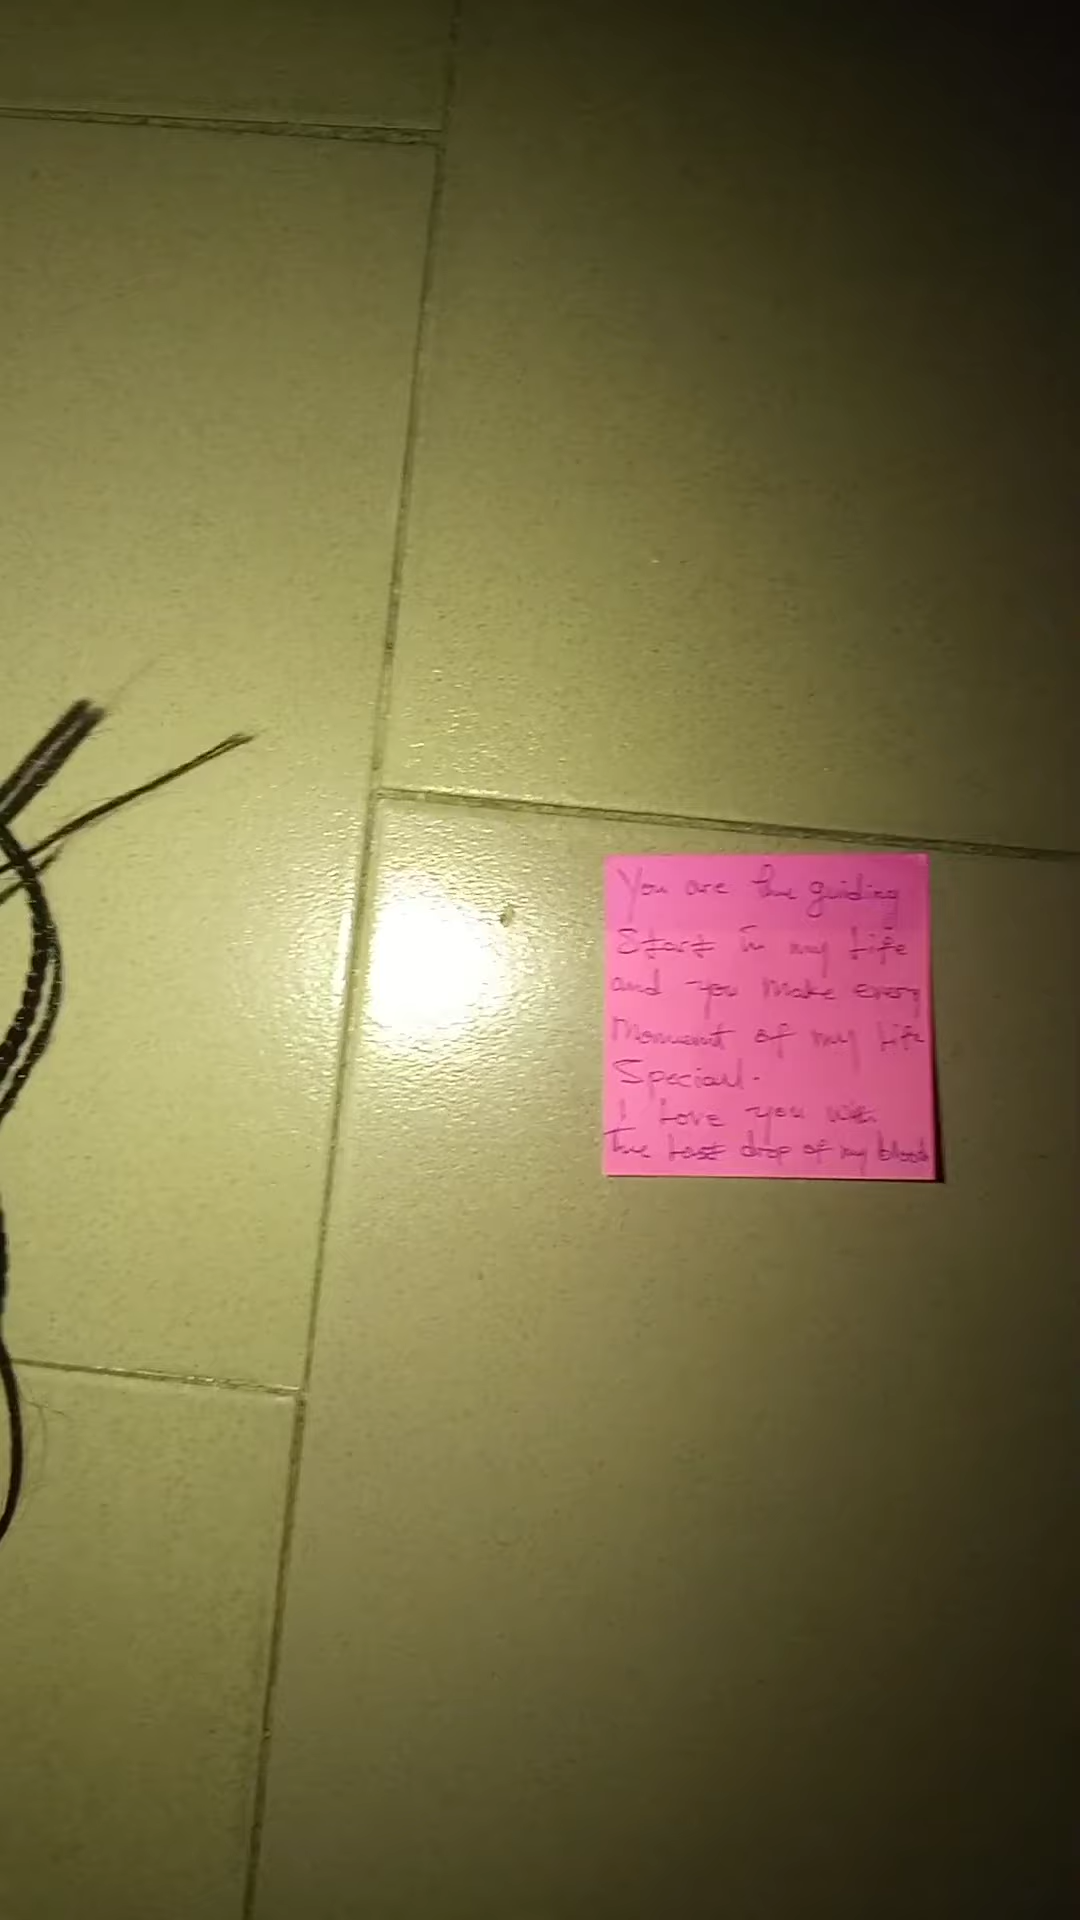 You are the guiding
Start in my Life
and you make every
Moment of my Life
Special.
I Love you with
The Last drop of my blood